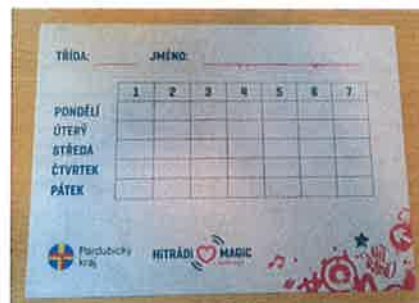 TŘÍDA: JMÉNO:
1 2 3 4 5 6 7
PONDĚLÍ
ÚTERÝ
STŘEDA
ČTVRTEK
PÁTEK
Pardubický
kraj
HITRÁDIO MAGIC